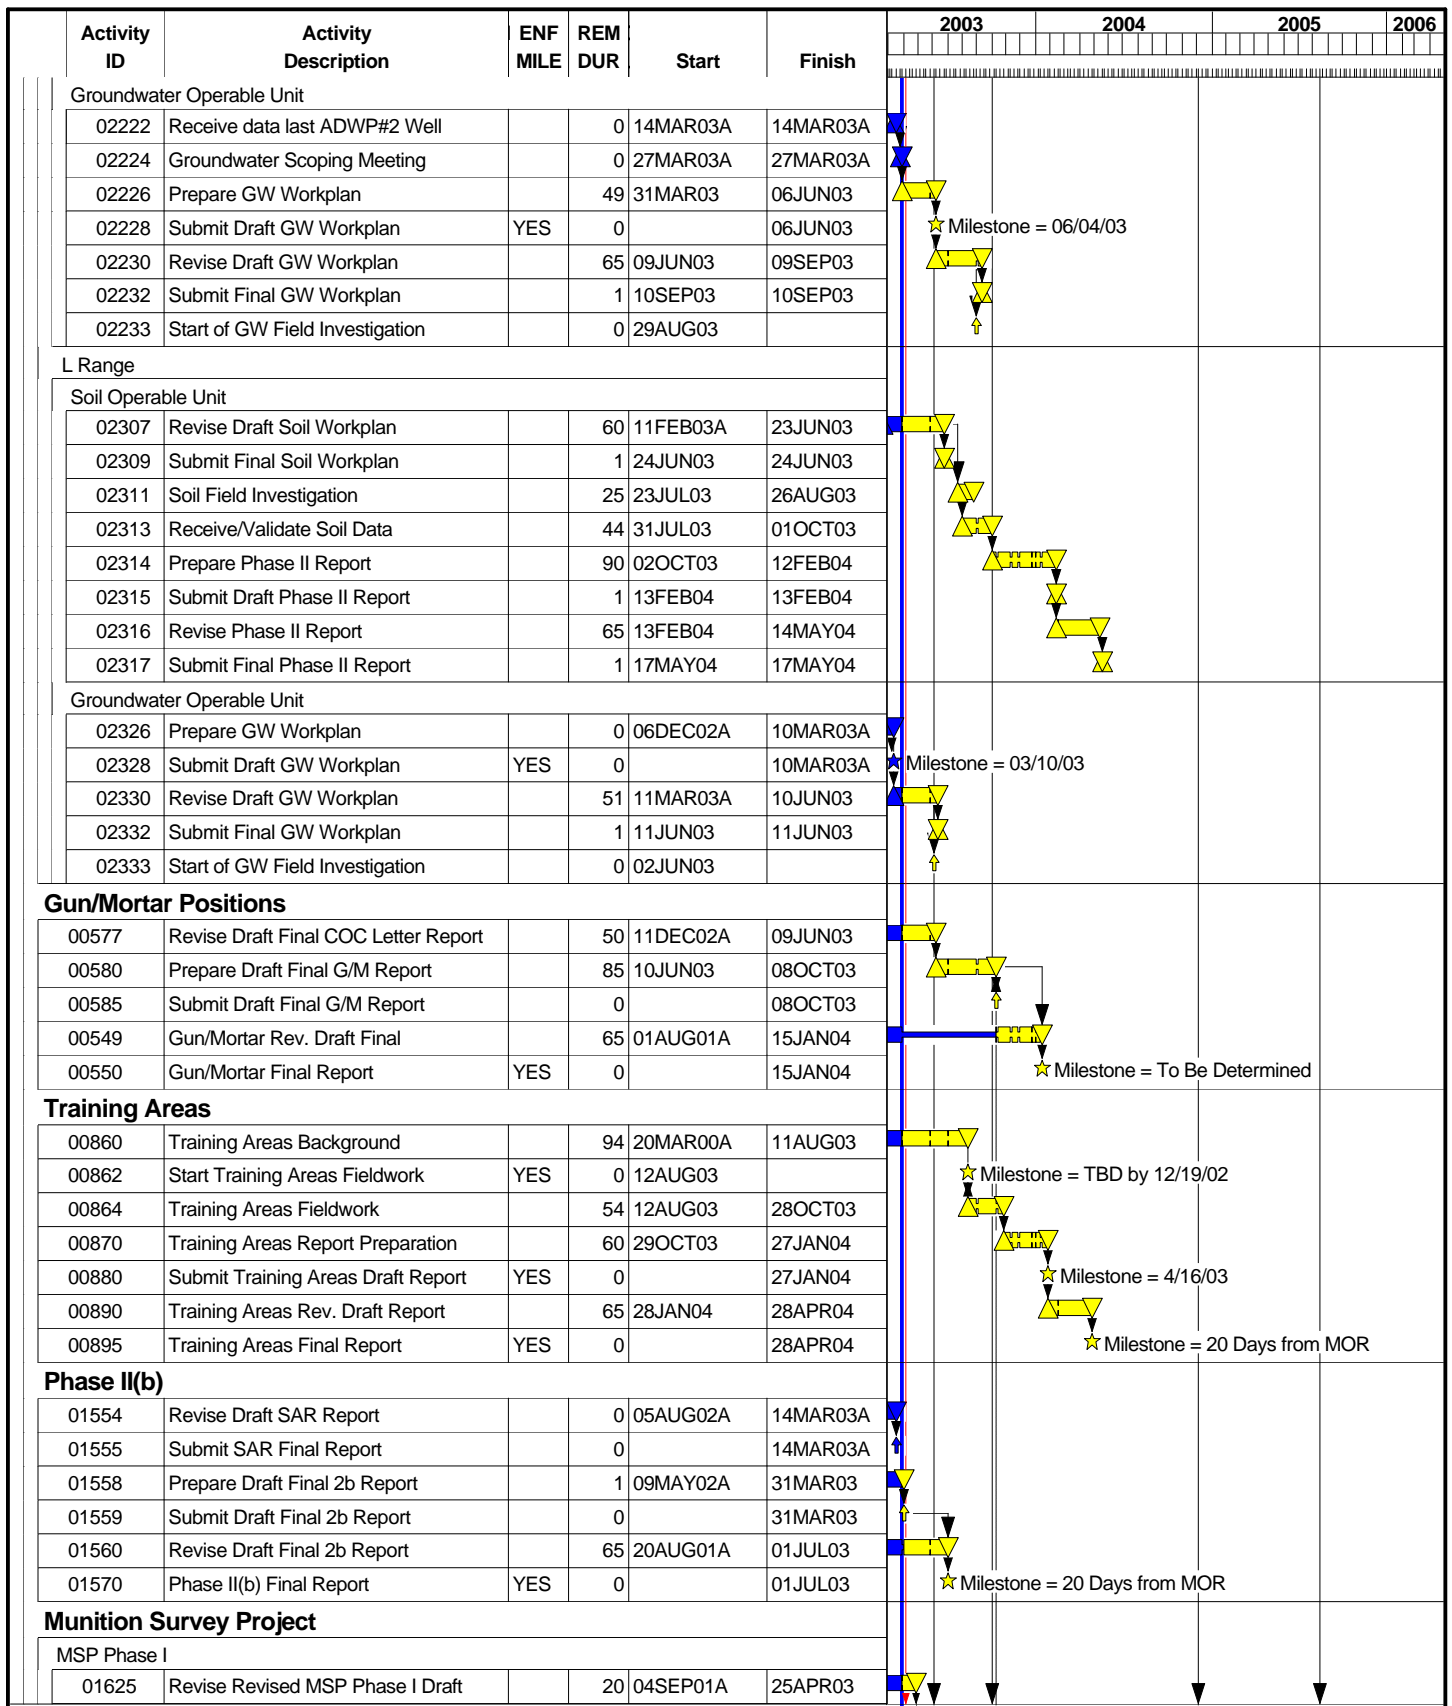 Activity Activity ENF REM 2003 2004 2005 2006
ID Description MILE DUR Start Finish
Groundwater Operable Unit
02222 Receive data last ADWP#2 Well 0 14MAR03A 14MAR03A
02224 Groundwater Scoping Meeting 0 27MAR03A 27MAR03A
02226 Prepare GW Workplan 49 31MAR03 06JUN03
02228 Submit Draft GW Workplan YES 0 06JUN03 Milestone = 06/04/03
02230 Revise Draft GW Workplan 65 09JUN03 09SEP03
02232 Submit Final GW Workplan 1 10SEP03 10SEP03
02233 Start of GW Field Investigation 0 29AUG03
L Range
Soil Operable Unit
02307 Revise Draft Soil Workplan 60 11FEB03A 23JUN03
02309 Submit Final Soil Workplan 1 24JUN03 24JUN03
02311 Soil Field Investigation 25 23JUL03 26AUG03
02313 Receive/Validate Soil Data 44 31JUL03 01OCT03
02314 Prepare Phase II Report 90 02OCT03 12FEB04
02315 Submit Draft Phase II Report 1 13FEB04 13FEB04
02316 Revise Phase II Report 65 13FEB04 14MAY04
02317 Submit Final Phase II Report 1 17MAY04 17MAY04
Groundwater Operable Unit
02326 Prepare GW Workplan 0 06DEC02A 10MAR03A
02328 Submit Draft GW Workplan YES 0 10MAR03A Milestone = 03/10/03
02330 Revise Draft GW Workplan 51 11MAR03A 10JUN03
02332 Submit Final GW Workplan 1 11JUN03 11JUN03
02333 Start of GW Field Investigation 0 02JUN03
Gun/Mortar Positions
00577 Revise Draft Final COC Letter Report 50 11DEC02A 09JUN03
00580 Prepare Draft Final G/M Report 85 10JUN03 08OCT03
00585 Submit Draft Final G/M Report 0 08OCT03
00549 Gun/Mortar Rev. Draft Final 65 01AUG01A 15JAN04
00550 Gun/Mortar Final Report YES 0 15JAN04 Milestone = To Be Determined
Training Areas
00860 Training Areas Background 94 20MAR00A 11AUG03
00862 Start Training Areas Fieldwork YES 0 12AUG03 Milestone = TBD by 12/19/02
00864 Training Areas Fieldwork 54 12AUG03 28OCT03
00870 Training Areas Report Preparation 60 29OCT03 27JAN04
00880 Submit Training Areas Draft Report YES 0 27JAN04 Milestone = 4/16/03
00890 Training Areas Rev. Draft Report 65 28JAN04 28APR04
00895 Training Areas Final Report YES 0 28APR04 Milestone = 20 Days from MOR
Phase II(b)
01554 Revise Draft SAR Report 0 05AUG02A 14MAR03A
01555 Submit SAR Final Report 0 14MAR03A
01558 Prepare Draft Final 2b Report 1 09MAY02A 31MAR03
01559 Submit Draft Final 2b Report 0 31MAR03
01560 Revise Draft Final 2b Report 65 20AUG01A 01JUL03
01570 Phase II(b) Final Report YES 0 01JUL03 Milestone = 20 Days from MOR
Munition Survey Project
MSP Phase I
01625 Revise Revised MSP Phase I Draft 20 04SEP01A 25APR03